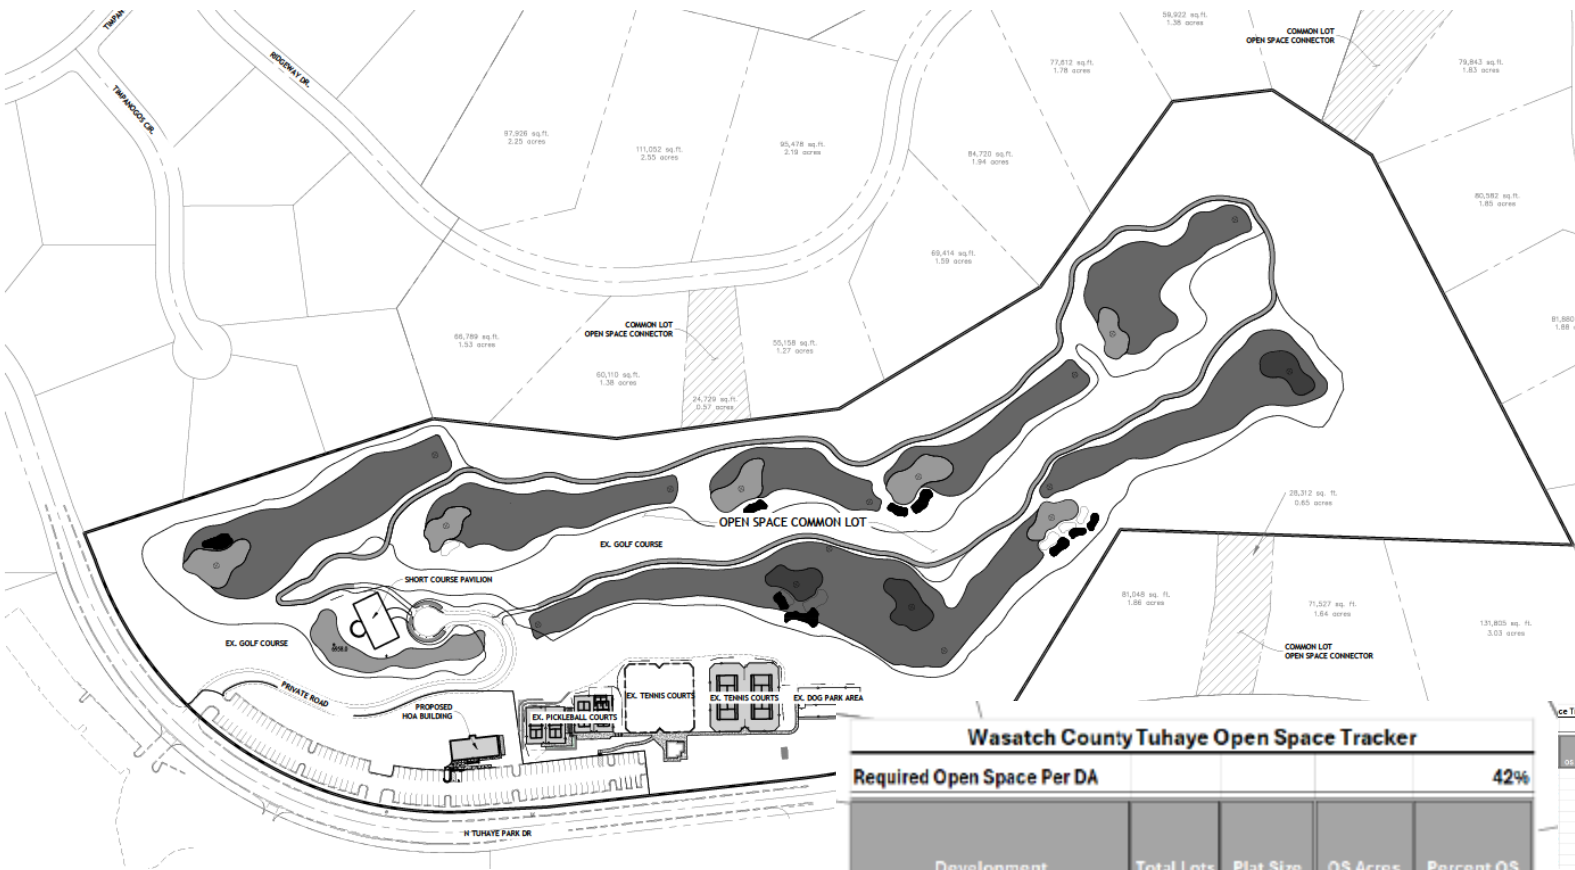 TIMPAN
RIDGEWAY DR.
TIMPANOGOS CIR.
59,922 sq.ft.
1.38 acres
COMMON LOT
OPEN SPACE CONNECTOR
77,812 sq.ft.
1.78 acres
79,843 sq.ft.
1.83 acres
97,926 sq.ft.
2.25 acres
111,052 sq.ft.
2.55 acres
95,478 sq.ft.
2.19 acres
84,720 sq.ft.
1.94 acres
80,582 sq.ft.
1.85 acres
69,414 sq.ft.
1.59 acres
81,880
1.88
66,789 sq.ft.
1.53 acres
COMMON LOT
OPEN SPACE CONNECTOR
55,158 sq.ft.
1.27 acres
60,110 sq.ft.
1.38 acres
24,729 sq.ft.
0.57 acres
28,312 sq. ft.
0.65 acres
OPEN SPACE COMMON LOT
EX. GOLF COURSE
SHORT COURSE PAVILION
81,048 sq. ft.
1.86 acres
71,527 sq. ft.
1.64 acres
131,805 sq. ft.
3.03 acres
EX. GOLF COURSE
COMMON LOT
OPEN SPACE CONNECTOR
PRIVATE ROAD
EX. TENNIS COURTS
EX. TENNIS COURTS
EX. DOG PARK AREA
PROPOSED
HOA BUILDING
EX. PICKLEBALL COURTS
N TUHAYE PARK DR
Wasatch County Tuhaye Open Space Tracker
Required Open Space Per DA 42%
Development Total Lots Plat Size OS Acres Percent OS
ce T
OS